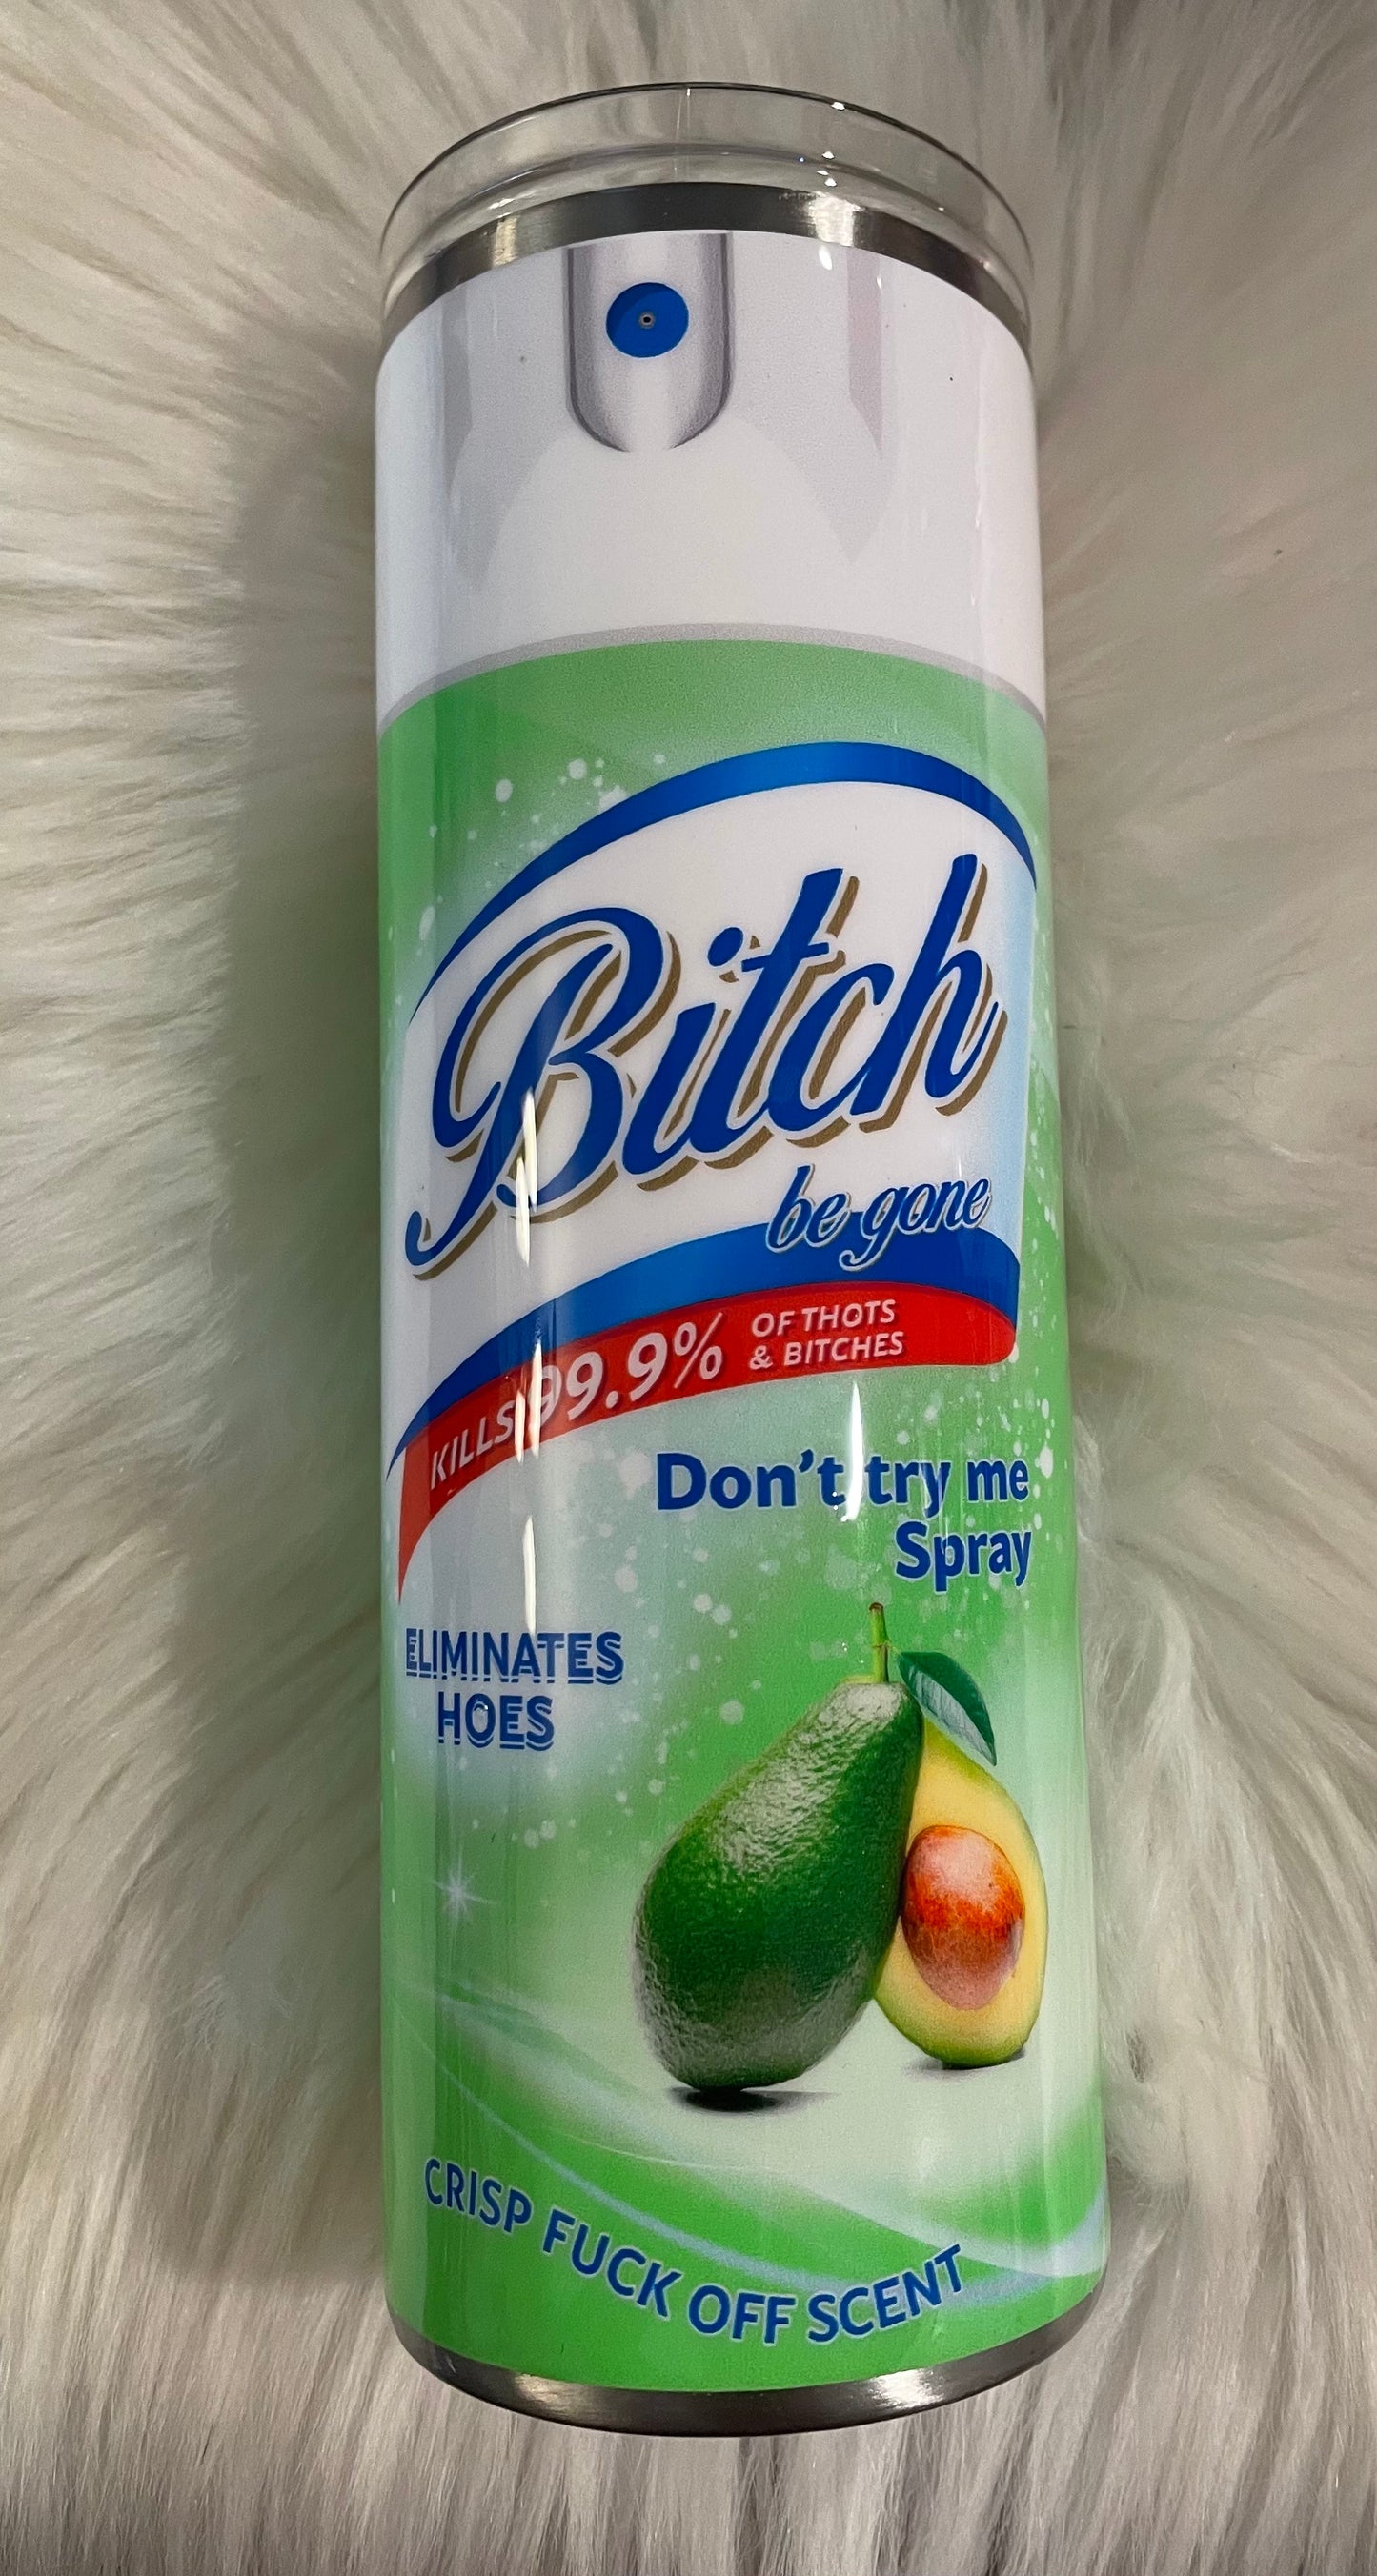 Bitch
be gone
KILLS 99.9% OF THOTS
& BITCHES
Don't try me
Spray
ELIMINATES
HOES
CRISP FUCK OFF SCENT